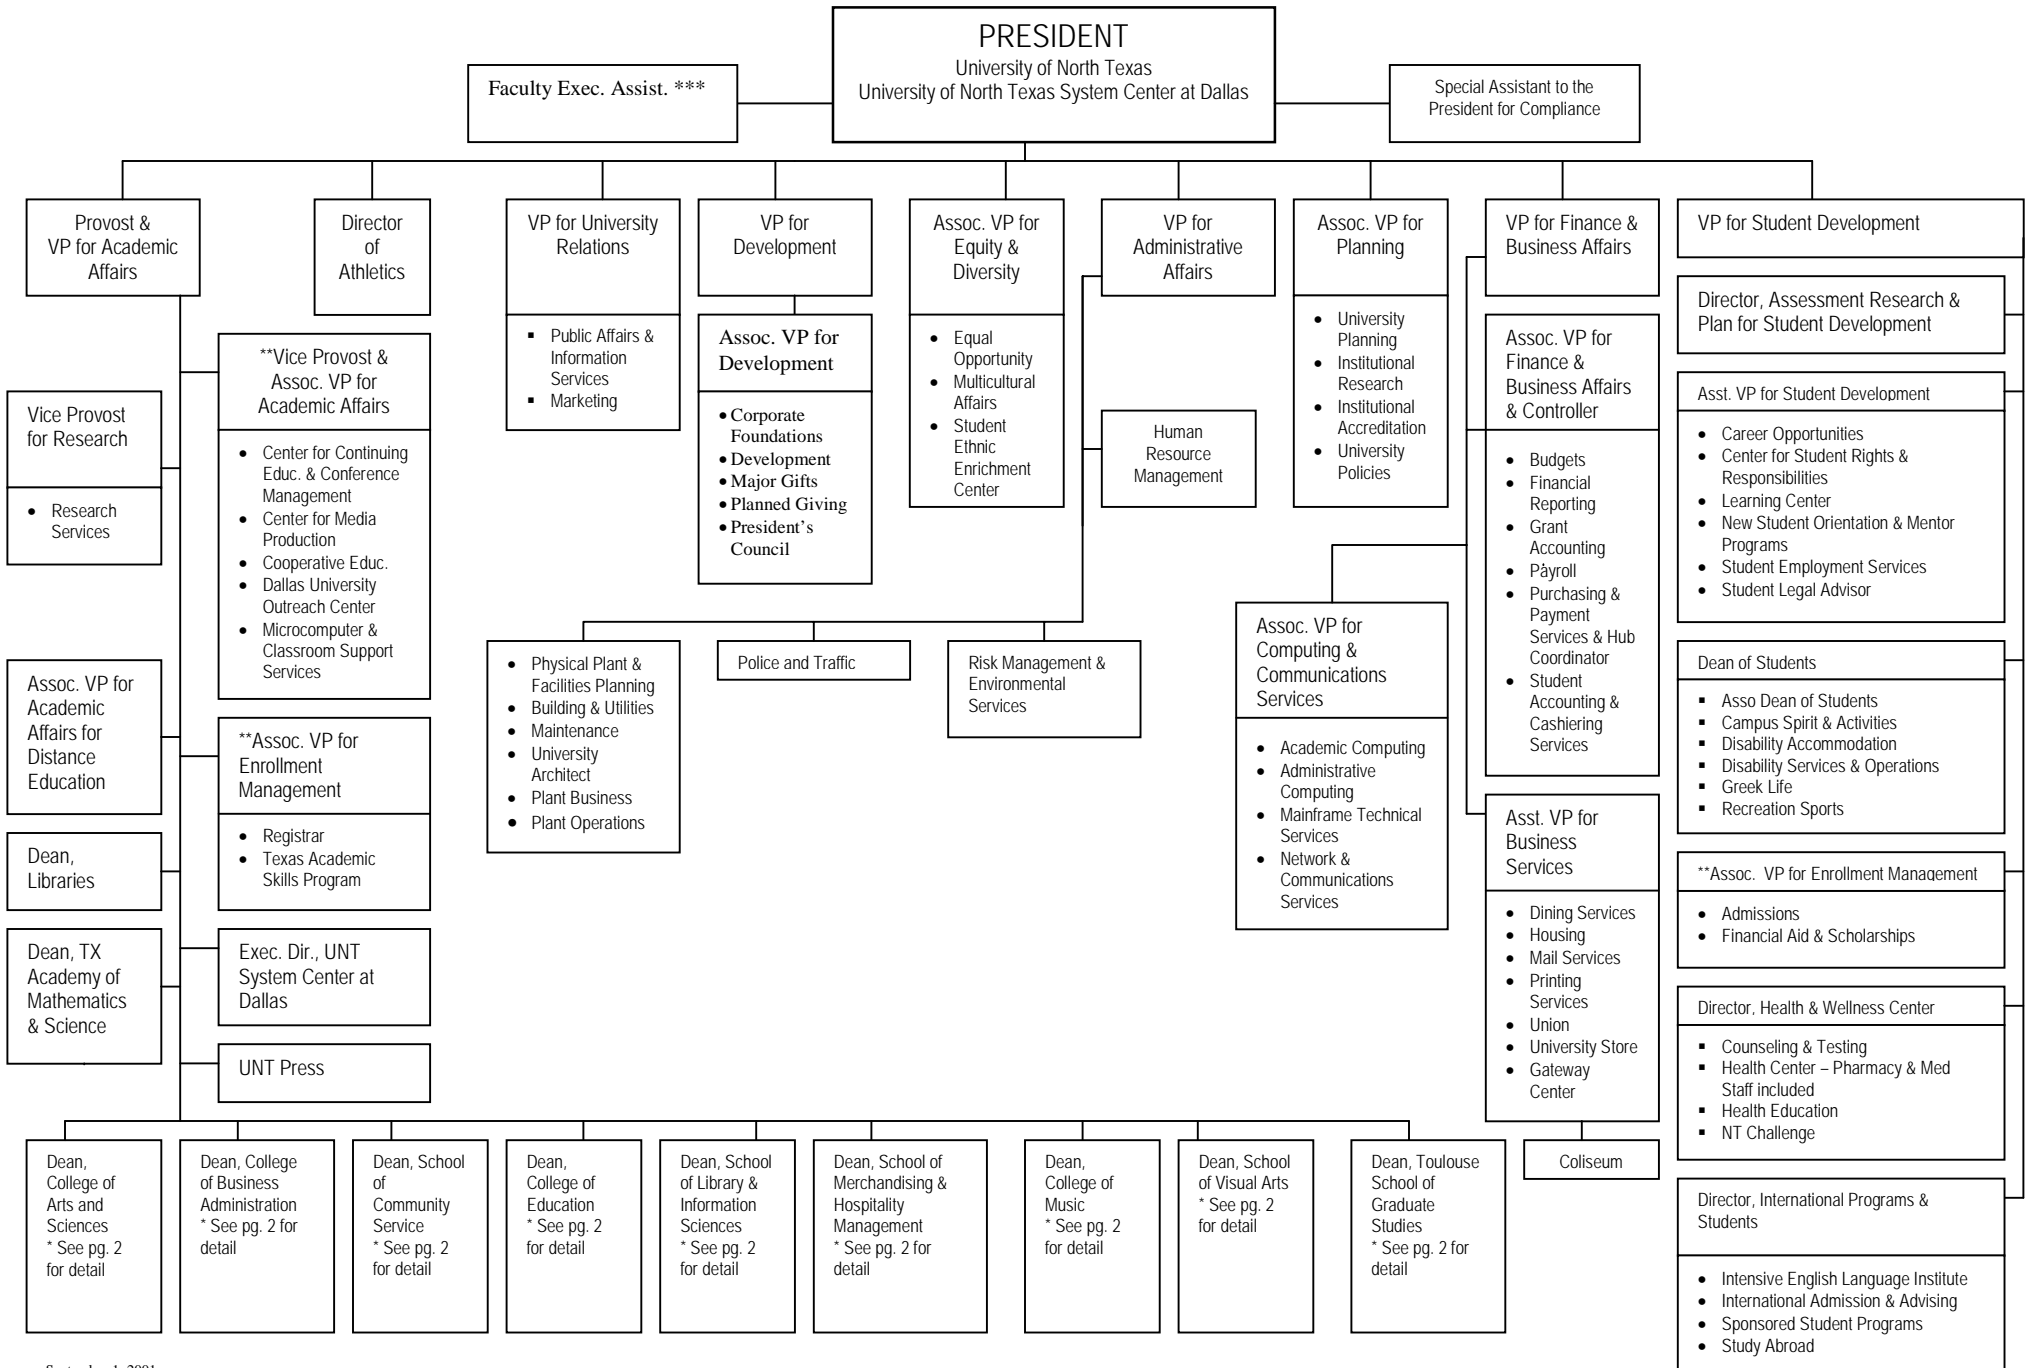 PRESIDENT
University of North Texas
University of North Texas System Center at Dallas
Faculty Exec. Assist. ***
Special Assistant to the
President for Compliance
Provost &
VP for Academic
Affairs
Director
of
Athletics
VP for University
Relations
▪ Public Affairs &
Information
Services
▪ Marketing
VP for
Development
Assoc. VP for
Development
• Corporate
Foundations
• Development
• Major Gifts
• Planned Giving
• President’s
Council
Assoc. VP for
Equity &
Diversity
• Equal
Opportunity
• Multicultural
Affairs
• Student
Ethnic
Enrichment
Center
VP for
Administrative
Affairs
Human
Resource
Management
• Physical Plant &
Facilities Planning
• Building & Utilities
• Maintenance
• University
Architect
• Plant Business
• Plant Operations
Police and Traffic
Risk Management &
Environmental
Services
Assoc. VP for
Planning
• University
Planning
• Institutional
Research
• Institutional
Accreditation
• University
Policies
VP for Finance &
Business Affairs
Assoc. VP for
Finance &
Business Affairs
& Controller
• Budgets
• Financial
Reporting
• Grant
Accounting
• Payroll
• Purchasing &
Payment
Services & Hub
Coordinator
• Student
Accounting &
Cashiering
Services
Assoc. VP for
Computing &
Communications
Services
• Academic Computing
• Administrative
Computing
• Mainframe Technical
Services
• Network &
Communications
Services
Asst. VP for
Business
Services
• Dining Services
• Housing
• Mail Services
• Printing
Services
• Union
• University Store
• Gateway
Center
Coliseum
VP for Student Development
Director, Assessment Research &
Plan for Student Development
Asst. VP for Student Development
• Career Opportunities
• Center for Student Rights &
Responsibilities
• Learning Center
• New Student Orientation & Mentor
Programs
• Student Employment Services
• Student Legal Advisor
Dean of Students
▪ Asso Dean of Students
▪ Campus Spirit & Activities
▪ Disability Accommodation
▪ Disability Services & Operations
▪ Greek Life
▪ Recreation Sports
**Assoc. VP for Enrollment Management
• Admissions
• Financial Aid & Scholarships
Director, Health & Wellness Center
▪ Counseling & Testing
▪ Health Center – Pharmacy & Med
Staff included
▪ Health Education
▪ NT Challenge
Director, International Programs &
Students
• Intensive English Language Institute
• International Admission & Advising
• Sponsored Student Programs
• Study Abroad
**Vice Provost &
Assoc. VP for
Academic Affairs
• Center for Continuing
Educ. & Conference
Management
• Center for Media
Production
• Cooperative Educ.
• Dallas University
Outreach Center
• Microcomputer &
Classroom Support
Services
Vice Provost
for Research
• Research
Services
Assoc. VP for
Academic
Affairs for
Distance
Education
**Assoc. VP for
Enrollment
Management
• Registrar
• Texas Academic
Skills Program
Dean,
Libraries
Dean, TX
Academy of
Mathematics
& Science
Exec. Dir., UNT
System Center at
Dallas
UNT Press
Dean,
College of
Arts and
Sciences
* See pg. 2
for detail
Dean, College
of Business
Administration
* See pg. 2 for
detail
Dean, School
of
Community
Service
* See pg. 2
for detail
Dean,
College of
Education
* See pg. 2
for detail
Dean, School
of Library &
Information
Sciences
* See pg. 2
for detail
Dean, School of
Merchandising &
Hospitality
Management
* See pg. 2 for
detail
Dean,
College of
Music
* See pg. 2
for detail
Dean, School
of Visual Arts
* See pg. 2
for detail
Dean, Toulouse
School of
Graduate
Studies
* See pg. 2 for
detail